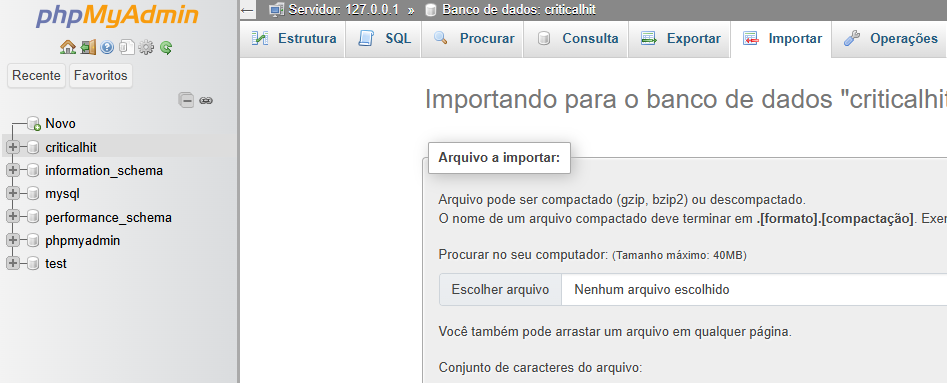 phpMyAdmin
Recente Favoritos
Novo
criticalhit
information_schema
mysql
performance_schema
phpmyadmin
test
← Servidor: 127.0.0.1 » Banco de dados: criticalhit
Estrutura SQL Procurar Consulta Exportar Importar Operações
Importando para o banco de dados "criticalhit
Arquivo a importar:
Arquivo pode ser compactado (gzip, bzip2) ou descompactado.
O nome de um arquivo compactado deve terminar em .[formato].[compactação]. Exer
Procurar no seu computador: (Tamanho máximo: 40MB)
Escolher arquivo Nenhum arquivo escolhido
Você também pode arrastar um arquivo em qualquer página.
Conjunto de caracteres do arquivo: